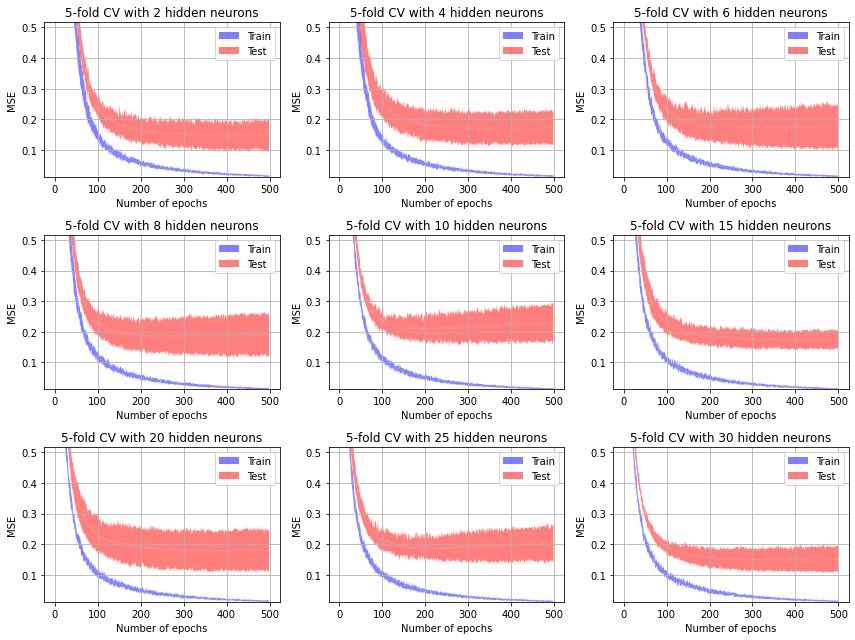 5-fold CV with 2 hidden neurons
0.5
0.4
0.3
0.2
0.1
MSE
Train
Test
0 100 200 300 400 500
Number of epochs
5-fold CV with 4 hidden neurons
0.5
0.4
0.3
0.2
0.1
MSE
Train
Test
0 100 200 300 400 500
Number of epochs
5-fold CV with 6 hidden neurons
0.5
0.4
0.3
0.2
0.1
MSE
Train
Test
0 100 200 300 400 500
Number of epochs
5-fold CV with 8 hidden neurons
0.5
0.4
0.3
0.2
0.1
MSE
Train
Test
0 100 200 300 400 500
Number of epochs
5-fold CV with 10 hidden neurons
0.5
0.4
0.3
0.2
0.1
MSE
Train
Test
0 100 200 300 400 500
Number of epochs
5-fold CV with 15 hidden neurons
0.5
0.4
0.3
0.2
0.1
MSE
Train
Test
0 100 200 300 400 500
Number of epochs
5-fold CV with 20 hidden neurons
0.5
0.4
0.3
0.2
0.1
MSE
Train
Test
0 100 200 300 400 500
Number of epochs
5-fold CV with 25 hidden neurons
0.5
0.4
0.3
0.2
0.1
MSE
Train
Test
0 100 200 300 400 500
Number of epochs
5-fold CV with 30 hidden neurons
0.5
0.4
0.3
0.2
0.1
MSE
Train
Test
0 100 200 300 400 500
Number of epochs